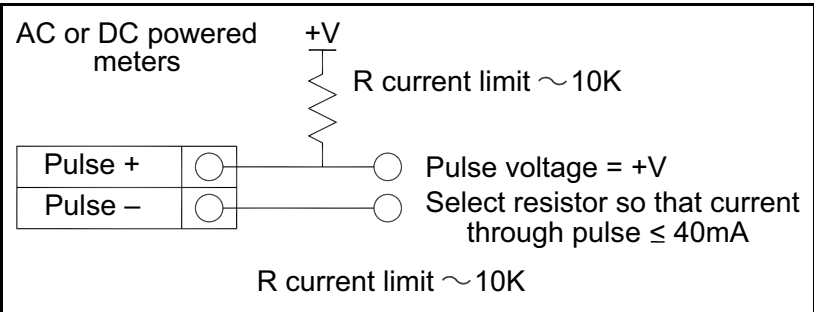 AC or DC powered
meters
+V
R current limit ～10K
Pulse +
Pulse voltage = +V
Pulse –
Select resistor so that current
through pulse ≤ 40mA
R current limit ～10K